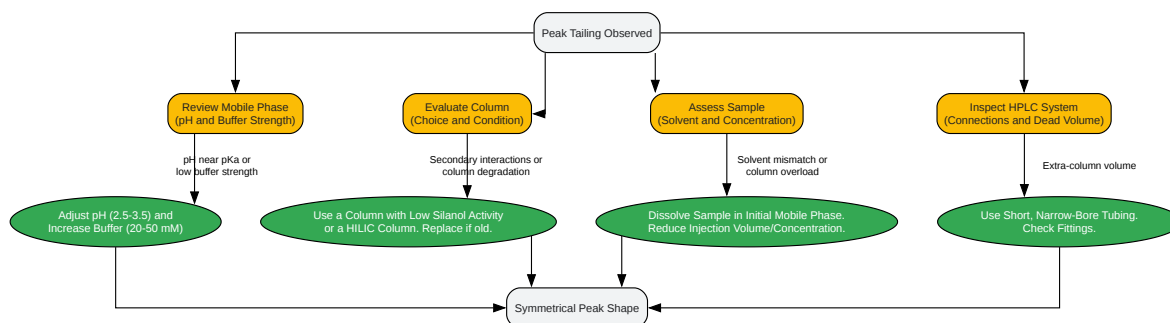 Peak Tailing Observed
Review Mobile Phase
(pH and Buffer Strength)
Evaluate Column
(Choice and Condition)
Assess Sample
(Solvent and Concentration)
Inspect HPLC System
(Connections and Dead Volume)
pH near pKa or
low buffer strength
Secondary interactions or
column degradation
Solvent mismatch or
column overload
Extra-column volume
Adjust pH (2.5-3.5) and
Increase Buffer (20-50 mM)
Use a Column with Low Silanol Activity
or a HILIC Column. Replace if old.
Dissolve Sample in Initial Mobile Phase.
Reduce Injection Volume/Concentration.
Use Short, Narrow-Bore Tubing.
Check Fittings.
Symmetrical Peak Shape